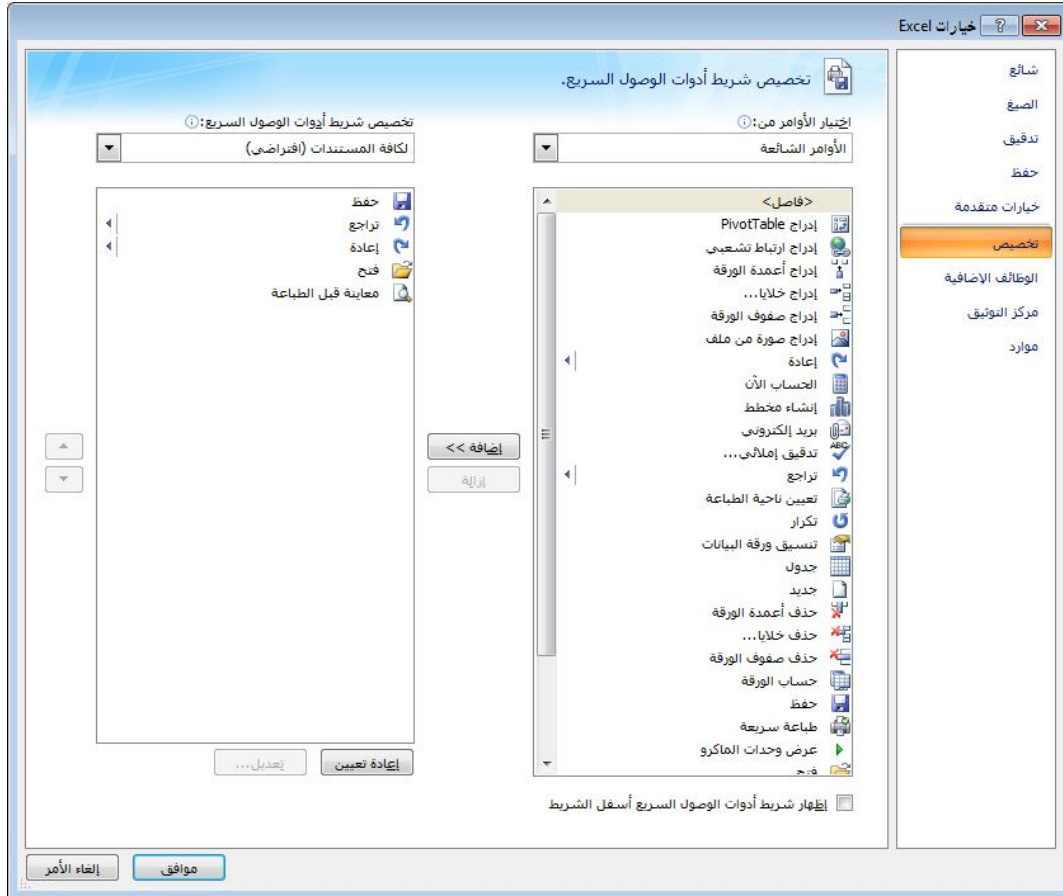 خيارات Excel
شائع
الصيغ
تدقيق
حفظ
خيارات متقدمة
تخصيص
الوظائف الإضافية
مركز التوثيق
موارد
تخصيص شريط أدوات الوصول السريع.
اختيار الأوامر من:
الأوامر الشائعة
<فاصل>
إدراج PivotTable
إدراج ارتباط تشعبي
إدراج أعمدة الورقة
إدراج خلايا...
إدراج صفوف الورقة
إدراج صورة من ملف
إعادة
الحساب الآن
إنشاء مخطط
بريد إلكتروني
تدقيق إملائي...
تراجع
تعيين ناحية الطباعة
تكرار
تنسيق ورقة البيانات
جدول
جديد
حذف أعمدة الورقة
حذف خلايا...
حذف صفوف الورقة
حساب الورقة
حفظ
طباعة سريعة
عرض وحدات الماكرو
فتح
إظهار شريط أدوات الوصول السريع أسفل الشريط
إضافة >>
إزالة
تخصيص شريط أدوات الوصول السريع:
لكافة المستندات (افتراضي)
حفظ
تراجع
إعادة
فتح
معاينة قبل الطباعة
إعادة تعيين
تعديل...
موافق
إلغاء الأمر